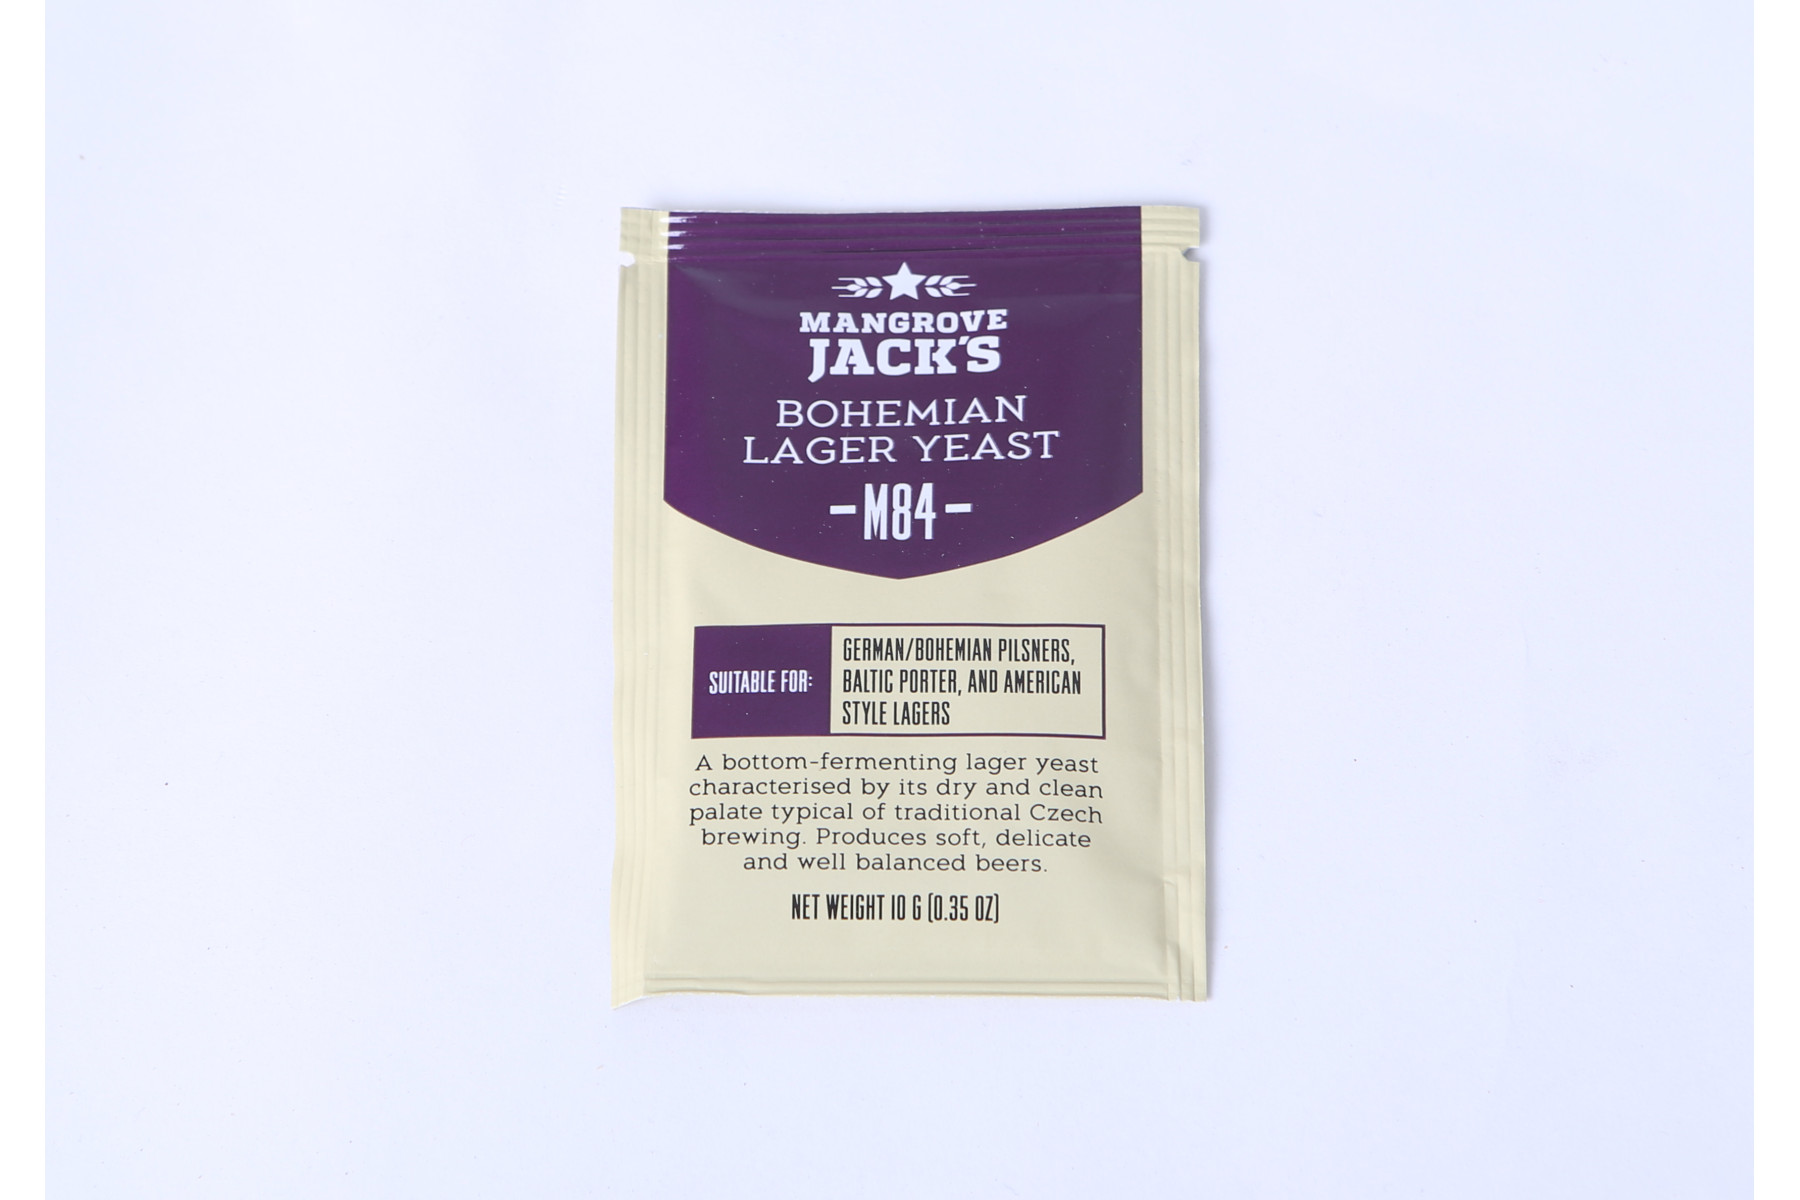 MANGROVE
JACK'S
BOHEMIAN
LAGER YEAST
-M84-
SUITABLE FOR:
GERMAN/BOHEMIAN PILSNERS,
BALTIC PORTER, AND AMERICAN
STYLE LAGERS
A bottom-fermenting lager yeast
characterised by its dry and clean
palate typical of traditional Czech
brewing. Produces soft, delicate
and well balanced beers.
NET WEIGHT 10 G (0.35 OZ)